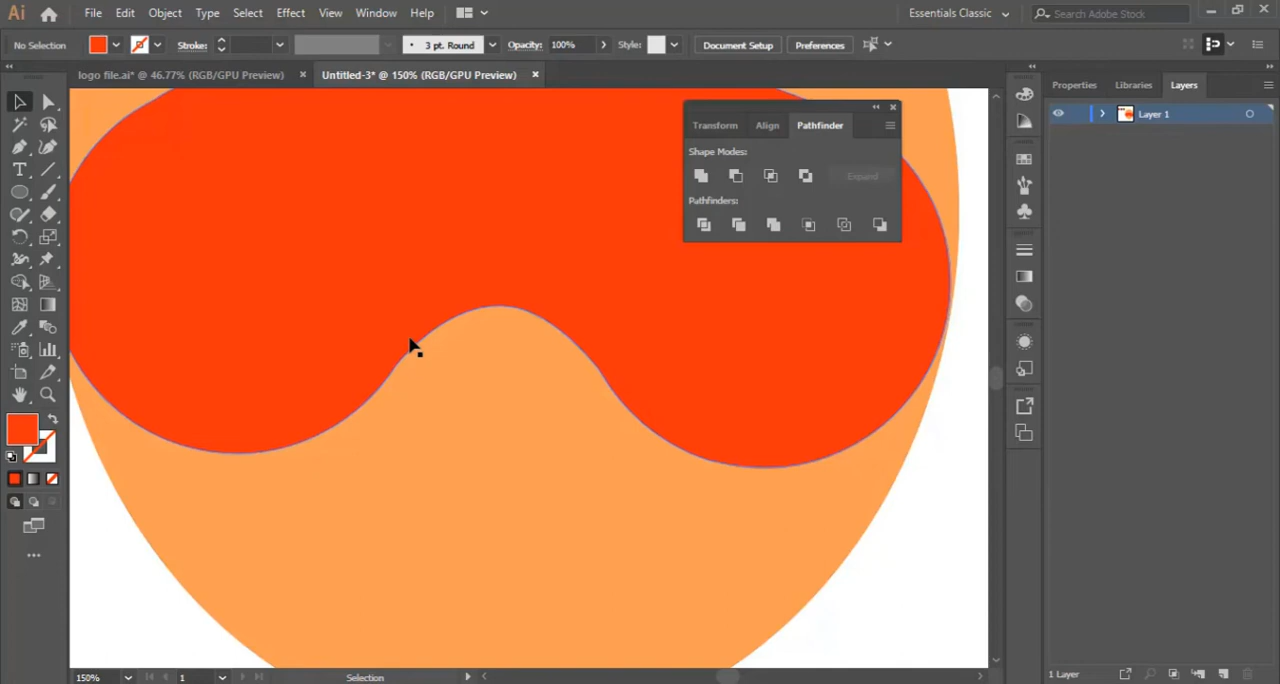 Ai File Edit Object Type Select Effect View Window Help Essentials Classic Search Adobe Stock
No Selection Stroke: 3 pt. Round Opacity: 100% Style: Document Setup Preferences
logo file.ai* @ 46.77% (RGB/GPU Preview) × Untitled-3* @ 150% (RGB/GPU Preview) × Properties Libraries Layers
Layer 1
Transform Align Pathfinder
Shape Modes:
Expand
Pathfinders:
150% 1 Selection 1 Layer